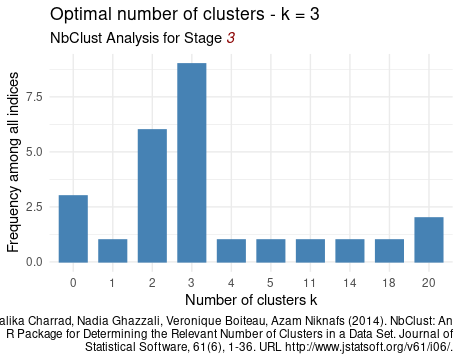 Optimal number of clusters - k = 3
NbClust Analysis for Stage 3
Frequency among all indices
7.5
5.0
2.5
0.0
0 1 2 3 4 5 11 14 18 20
Number of clusters k
alika Charrad, Nadia Ghazzali, Veronique Boiteau, Azam Niknafs (2014). NbClust: An
R Package for Determining the Relevant Number of Clusters in a Data Set. Journal of
Statistical Software, 61(6), 1-36. URL http://www.jstatsoft.org/v61/i06/.